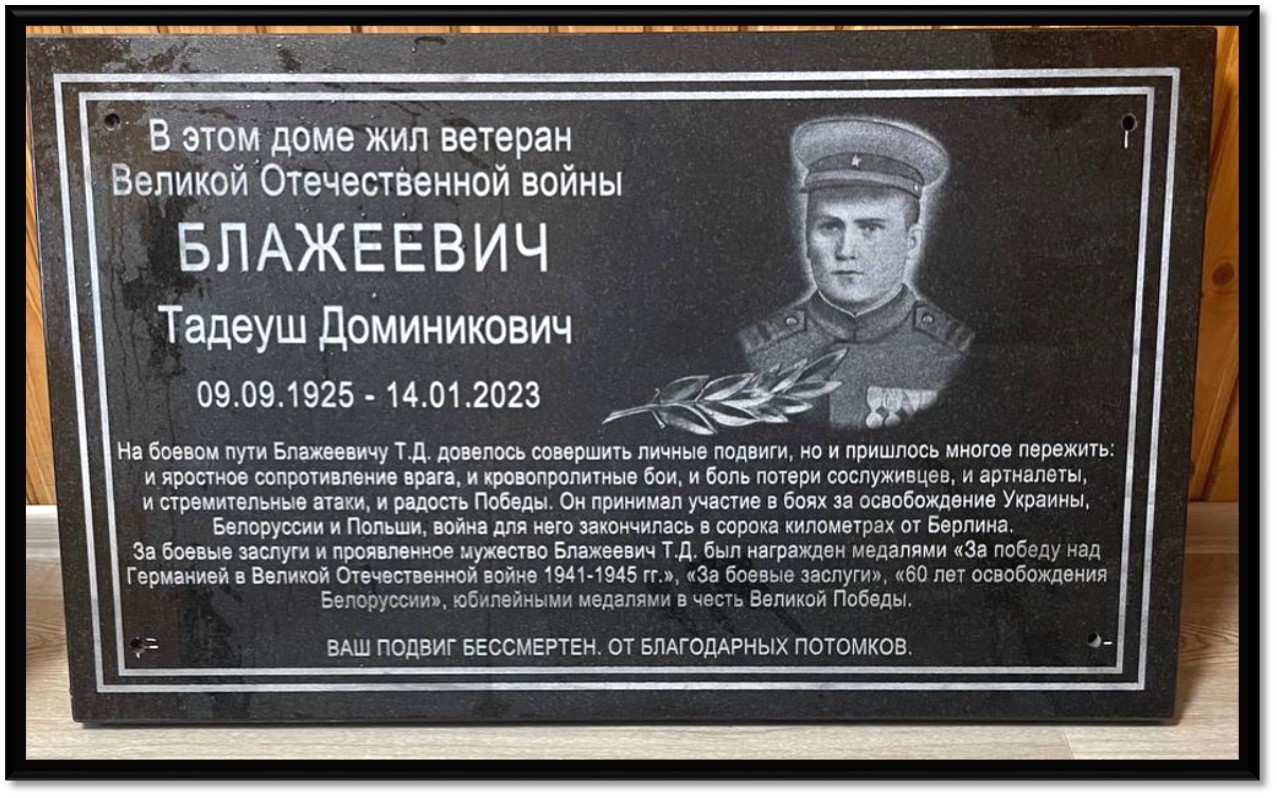 В этом доме жил ветеран
Великой Отечественной войны
БЛАЖЕЕВИЧ
Тадеуш Доминикович
09.09.1925 - 14.01.2023
На боевом пути Блажеевичу Т.Д. довелось совершить личные подвиги, но и пришлось многое пережить:
и яростное сопротивление врага, и кровопролитные бои, и боль потери сослуживцев, и артналеты,
и стремительные атаки, и радость Победы. Он принимал участие в боях за освобождение Украины,
Белоруссии и Польши, война для него закончилась в сорока километрах от Берлина.
За боевые заслуги и проявленное мужество Блажеевич Т.Д. был награжден медалями «За победу над
Германией в Великой Отечественной войне 1941-1945 гг.», «За боевые заслуги», «60 лет освобождения
Белоруссии», юбилейными медалями в честь Великой Победы.
ВАШ ПОДВИГ БЕССМЕРТЕН. ОТ БЛАГОДАРНЫХ ПОТОМКОВ.